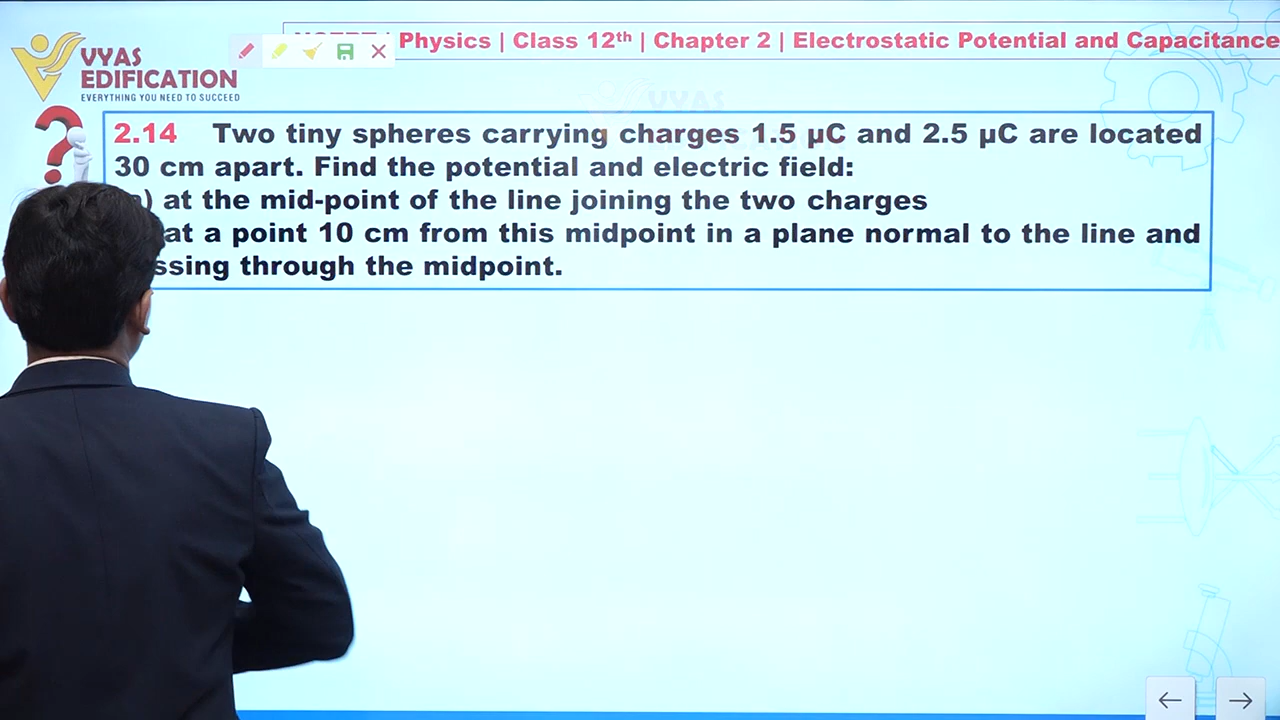 Physics | Class 12th | Chapter 2 | Electrostatic Potential and Capacitance
VYAS
EDIFICATION
EVERYTHING YOU NEED TO SUCCEED
VYAS
2.14 Two tiny spheres carrying charges 1.5 µC and 2.5 µC are located
30 cm apart. Find the potential and electric field:
) at the mid-point of the line joining the two charges
at a point 10 cm from this midpoint in a plane normal to the line and
ssing through the midpoint.